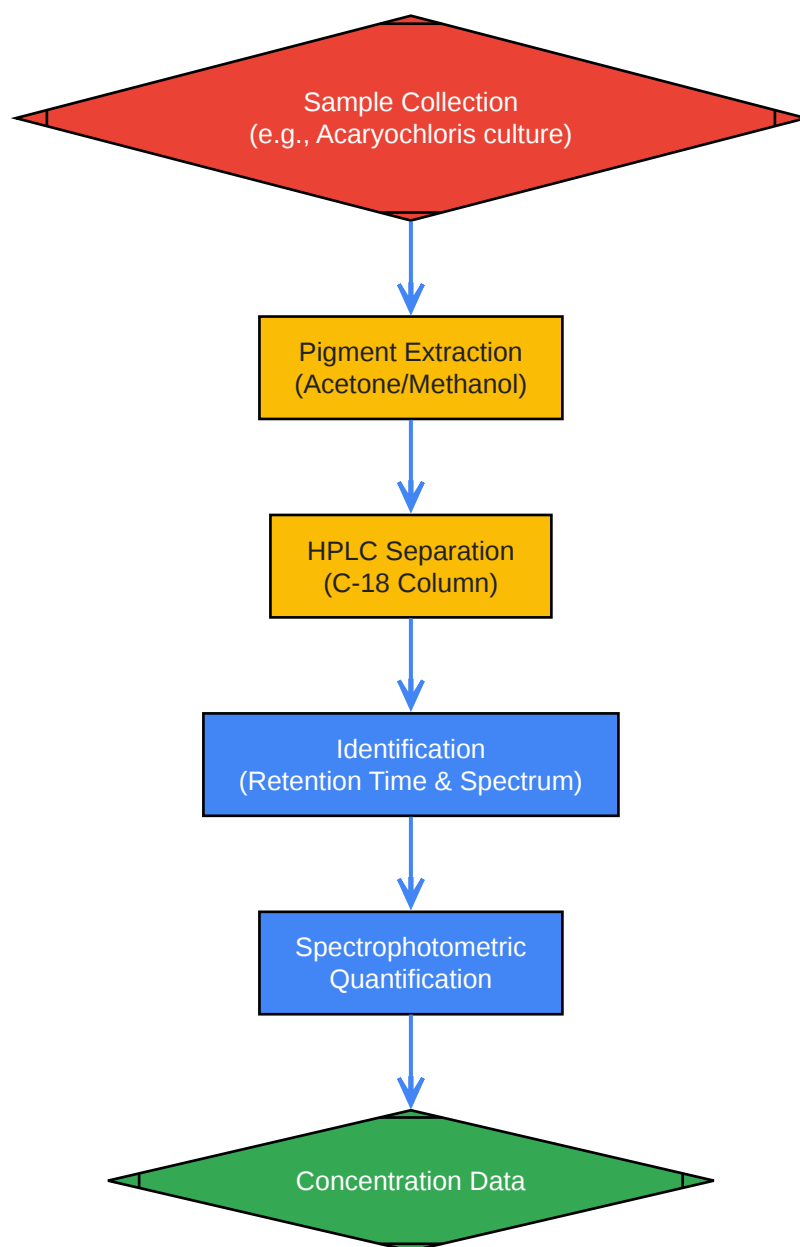 Sample Collection
(e.g., Acaryochloris culture)
Pigment Extraction
(Acetone/Methanol)
HPLC Separation
(C-18 Column)
Identification
(Retention Time & Spectrum)
Spectrophotometric
Quantification
Concentration Data